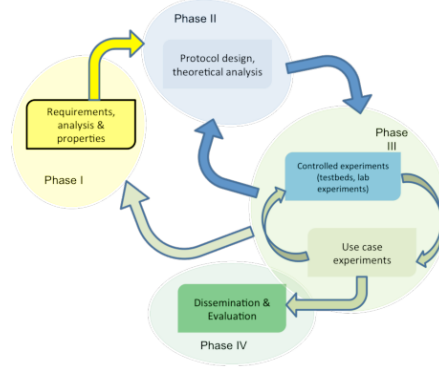 Phase II
Protocol design,
theoretical analysis
Requirements,
analysis &
properties
Phase I
Phase
III
Controlled experiments
(testbeds, lab
experiments)
Use case
experiments
Dissemination &
Evaluation
Phase IV